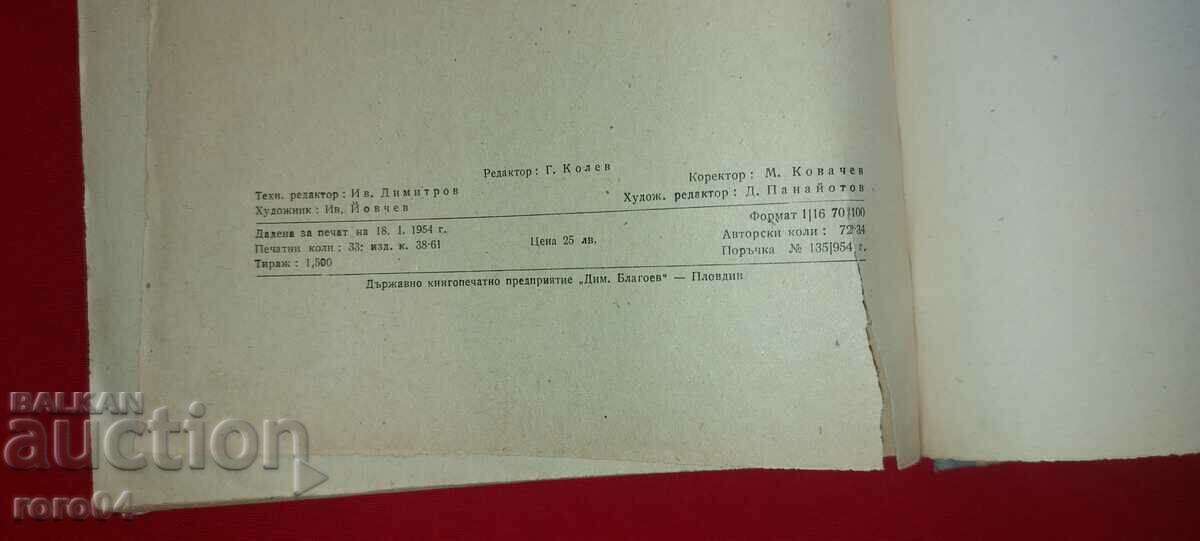 Редактор: Г. Колев
Коректор: М. Ковачев
Техн. редактор: Ив. Димитров
Худож. редактор: Д. Панайотов
Художник: Ив. Йовчев
Дадена за печат на 18. I. 1954 г.
Формат 1|16 70|100
Печатни коли: 33; изд. к. 38·61
Цена 25 лв.
Авторски коли: 72·34
Тираж: 1,500
Поръчка № 135|954 г.
Държавно книгопечатно предприятие „Дим. Благоев“ — Пловдив
BALKAN
auction
roro04